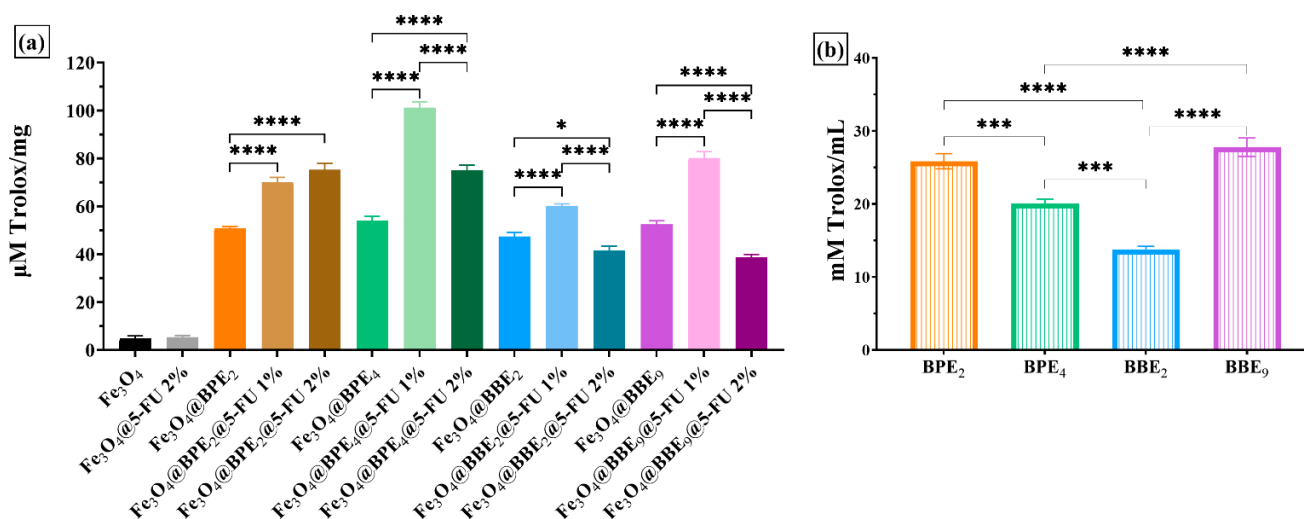 (a)
µM Trolox/mg
120
100
80
60
40
20
0
****
****
****
****
****
*
****
****
****
****
****
Fe₃O₄
Fe₃O₄@5-FU 2%
Fe₃O₄@BPE₂
Fe₃O₄@BPE₂@5-FU 1%
Fe₃O₄@BPE₂@5-FU 2%
Fe₃O₄@BPE₄
Fe₃O₄@BPE₄@5-FU 1%
Fe₃O₄@BPE₄@5-FU 2%
Fe₃O₄@BBE₂
Fe₃O₄@BBE₂@5-FU 1%
Fe₃O₄@BBE₂@5-FU 2%
Fe₃O₄@BBE₉
Fe₃O₄@BBE₉@5-FU 1%
Fe₃O₄@BBE₉@5-FU 2%
(b)
mM Trolox/mL
40
30
20
10
0
****
****
***
****
***
BPE₂
BPE₄
BBE₂
BBE₉